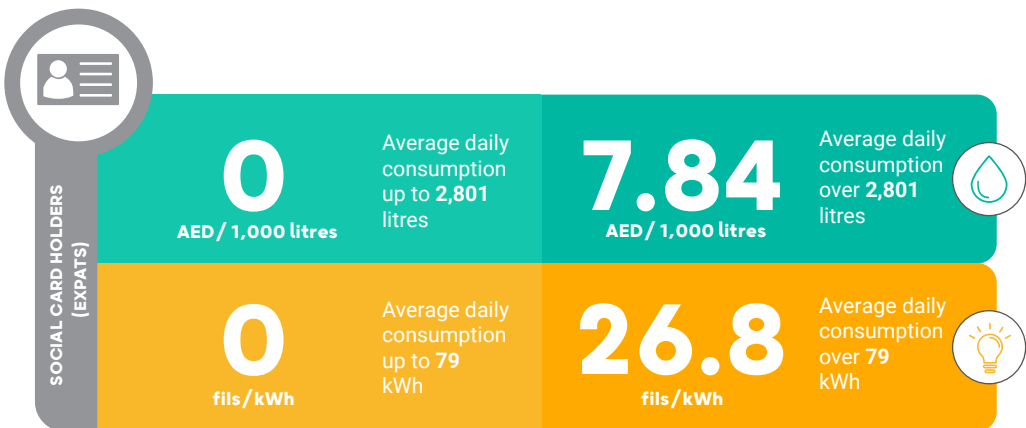 SOCIAL CARD HOLDERS
(EXPATS)
0
AED/ 1,000 litres
Average daily
consumption
up to 2,801
litres
7.84
AED/ 1,000 litres
Average daily
consumption
over 2,801
litres
0
fils/kWh
Average daily
consumption
up to 79
kWh
26.8
fils/kWh
Average daily
consumption
over 79
kWh